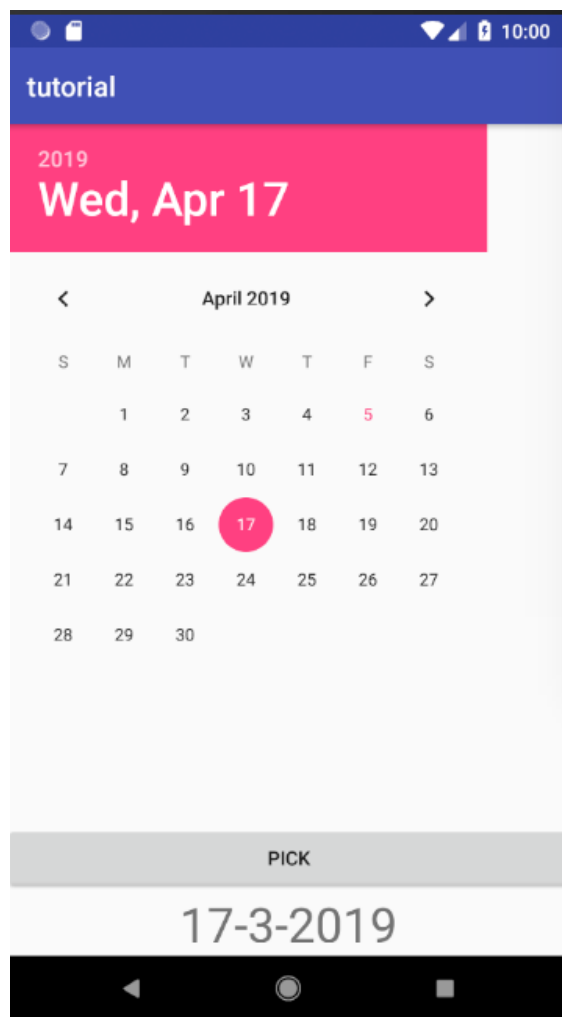 10:00
tutorial
2019
Wed, Apr 17
April 2019
S M T W T F S
1 2 3 4 5 6
7 8 9 10 11 12 13
14 15 16 17 18 19 20
21 22 23 24 25 26 27
28 29 30
PICK
17-3-2019